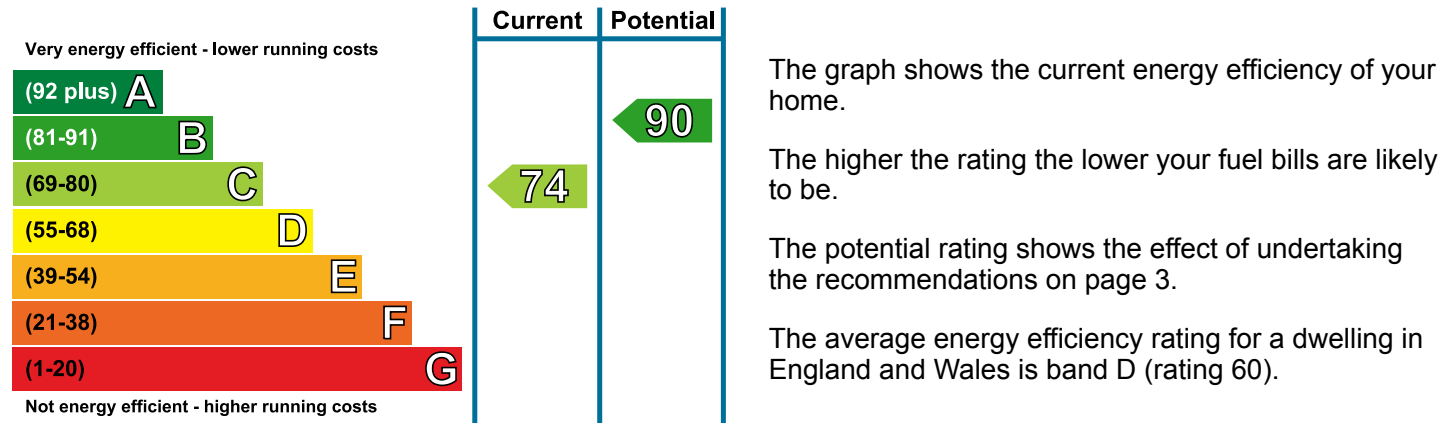 Current Potential
Very energy efficient - lower running costs
(92 plus) A
(81-91) B
(69-80) C
(55-68) D
(39-54) E
(21-38) F
(1-20) G
Not energy efficient - higher running costs
90
74
The graph shows the current energy efficiency of your
home.
The higher the rating the lower your fuel bills are likely
to be.
The potential rating shows the effect of undertaking
the recommendations on page 3.
The average energy efficiency rating for a dwelling in
England and Wales is band D (rating 60).